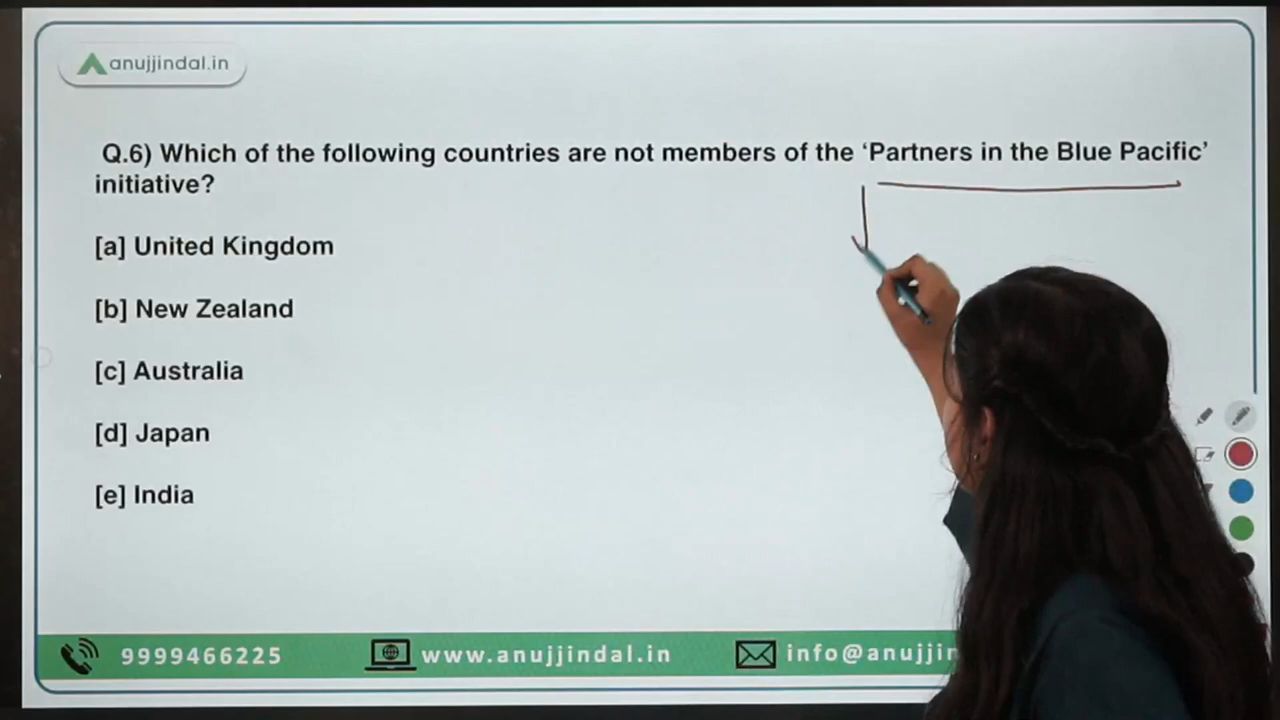 anujjindal.in
Q.6) Which of the following countries are not members of the ‘Partners in the Blue Pacific’
initiative?
[a] United Kingdom
[b] New Zealand
[c] Australia
[d] Japan
[e] India
9999466225
www.anujjindal.in
info@anujjin